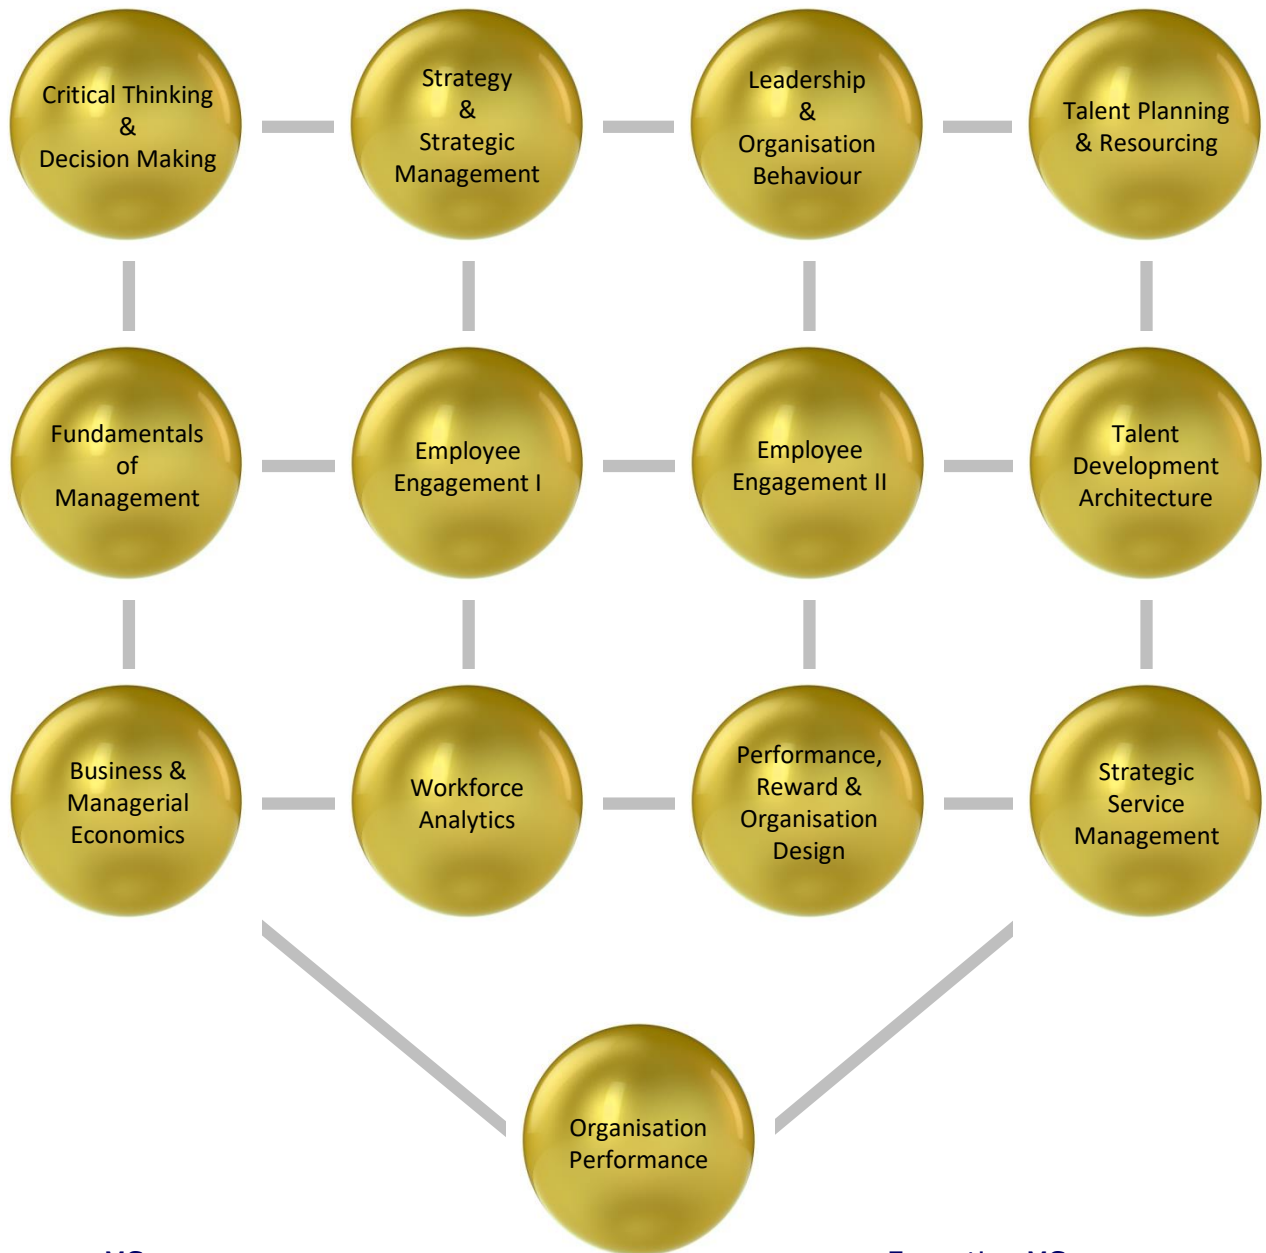 Critical Thinking
&
Decision Making
Strategy
&
Strategic
Management
Leadership
&
Organisation
Behaviour
Talent Planning
& Resourcing
Fundamentals
of
Management
Employee
Engagement I
Employee
Engagement II
Talent
Development
Architecture
Business &
Managerial
Economics
Workforce
Analytics
Performance,
Reward &
Organisation
Design
Strategic
Service
Management
Organisation
Performance